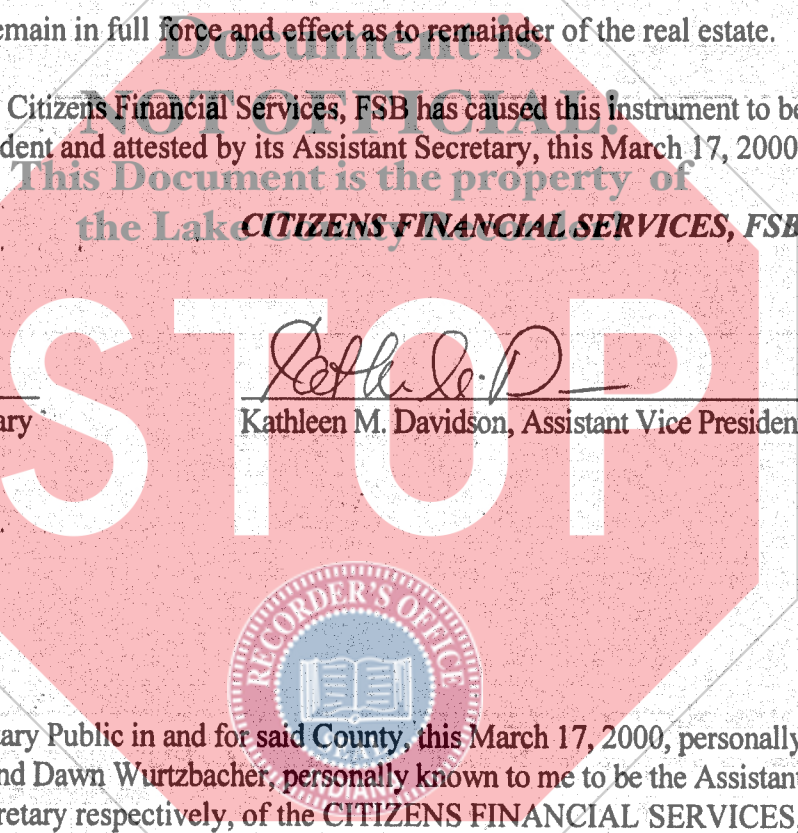 emain in full force and effect as to remainder of the real estate.
Document is
NOT OFFICIAL!
Citizens Financial Services, FSB has caused this instrument to be
dent and attested by its Assistant Secretary, this March 17, 2000
This Document is the property of
the Lake County Recorder!
CITIZENS FINANCIAL SERVICES, FSB
STOP
ary
Kathleen M. Davidson, Assistant Vice Presiden
RECORDER'S OFFICE
INDIANA
ary Public in and for said County, this March 17, 2000, personally
nd Dawn Wurtzbacher, personally known to me to be the Assistan
retary respectively, of the CITIZENS FINANCIAL SERVICES,